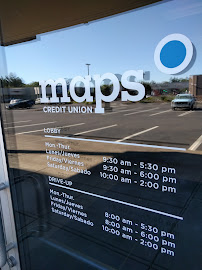 maps
CREDIT UNION
LOBBY
Mon.-Thur.
Lunes/Jueves 9:30 am - 5:30 pm
Friday/Viernes 9:30 am - 6:00 pm
Saturday/Sabado 10:00 am - 2:00 pm
DRIVE-UP
Mon.-Thur.
Lunes/Jueves 8:00 am - 5:30 pm
Friday/Viernes 8:00 am - 6:00 pm
Saturday/Sabado 10:00 am - 2:00 pm